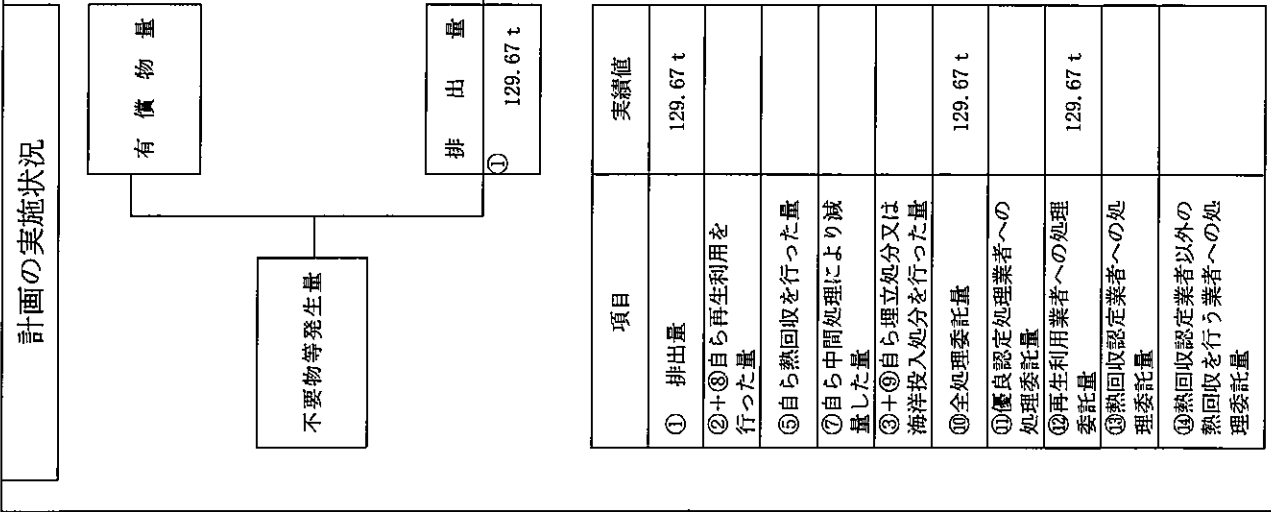 計画の実施状況
有償物量
不要物等発生量
排出量
① 129.67 t
項目 実績値
① 排出量 129.67 t
②+⑧自ら再生利用を
行った量
⑤自ら熱回収を行った量
⑦自ら中間処理により減
量した量
③+⑨自ら埋立処分又は
海洋投入処分を行った量
⑩全処理委託量 129.67 t
⑪優良認定処理業者への
処理委託量
⑫再生利用業者への処理
委託量 129.67 t
⑬熱回収認定業者への処
理委託量
⑭熱回収認定業者以外の
熱回収を行う業者への処
理委託量